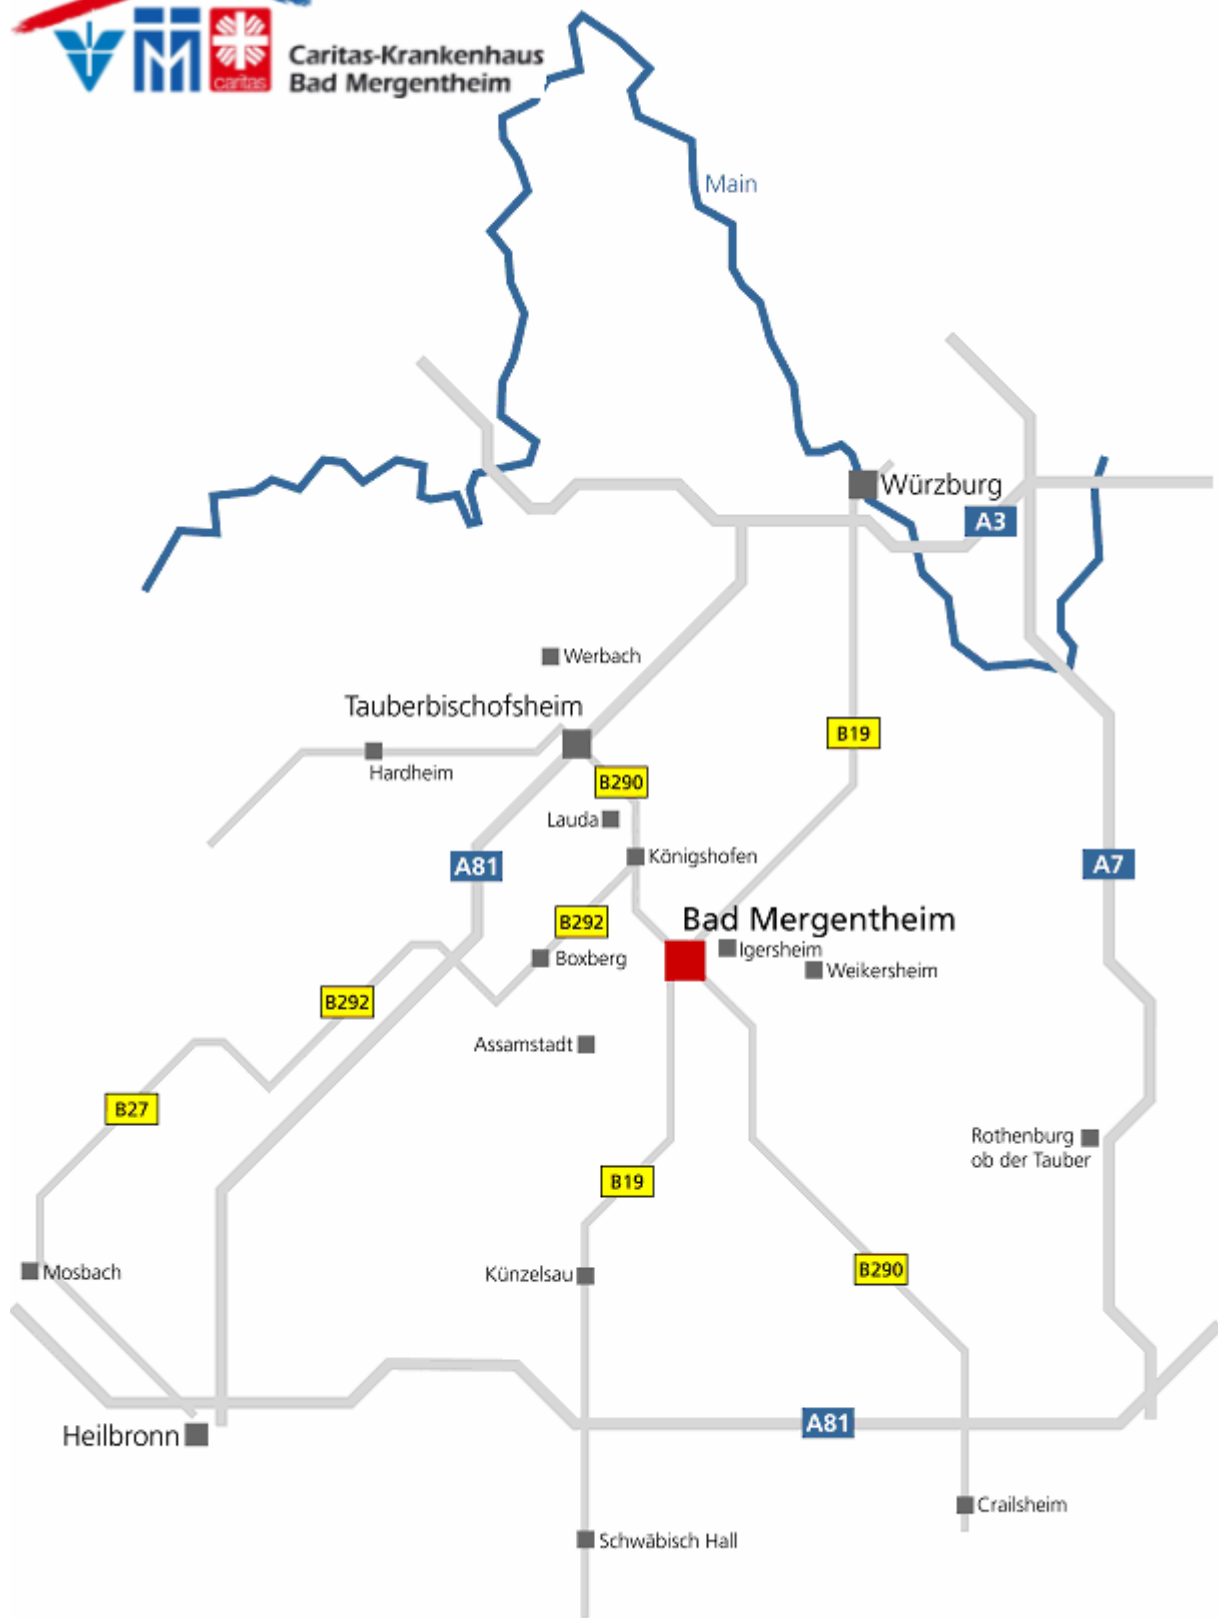 caritas
Caritas-Krankenhaus
Bad Mergentheim
Main
Würzburg
A3
Werbach
Tauberbischofsheim
B19
Hardheim
B290
Lauda
Königshofen
A81
A7
B292
Bad Mergentheim
Igersheim
Boxberg
Weikersheim
B292
Assamstadt
B27
Rothenburg
ob der Tauber
B19
Mosbach
Künzelsau
B290
Heilbronn
A81
Crailsheim
Schwäbisch Hall